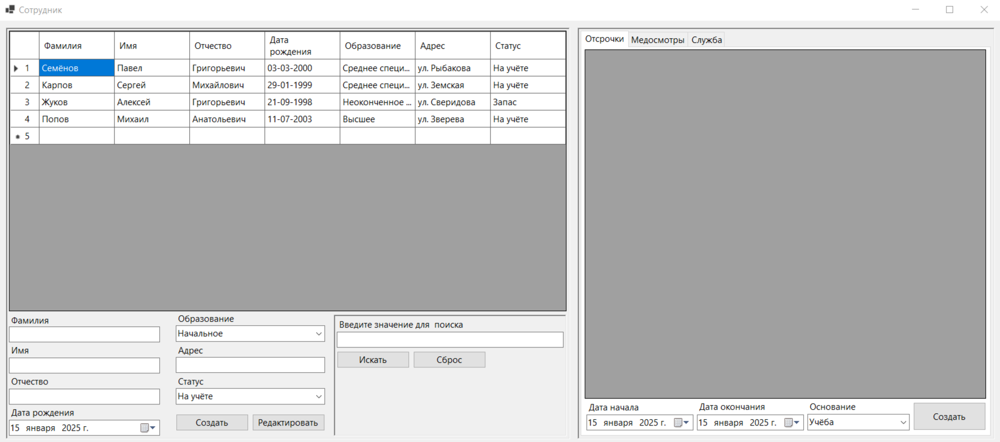 Сотрудник
Фамилия Имя Отчество Дата рождения Образование Адрес Статус
1 Семёнов Павел Григорьевич 03-03-2000 Среднее специ... ул. Рыбакова На учёте
2 Карпов Сергей Михайлович 29-01-1999 Среднее специ... ул. Земская На учёте
3 Жуков Алексей Григорьевич 21-09-1998 Неоконченное ... ул. Сверидова Запас
4 Попов Михаил Анатольевич 11-07-2003 Высшее ул. Зверева На учёте
5
Фамилия
Имя
Отчество
Дата рождения
15 января 2025 г.
Образование
Начальное
Адрес
Статус
На учёте
Создать Редактировать
Введите значение для поиска
Искать Сброс
Отсрочки Медосмотры Служба
Дата начала Дата окончания Основание
15 января 2025 г. 15 января 2025 г. Учёба Создать